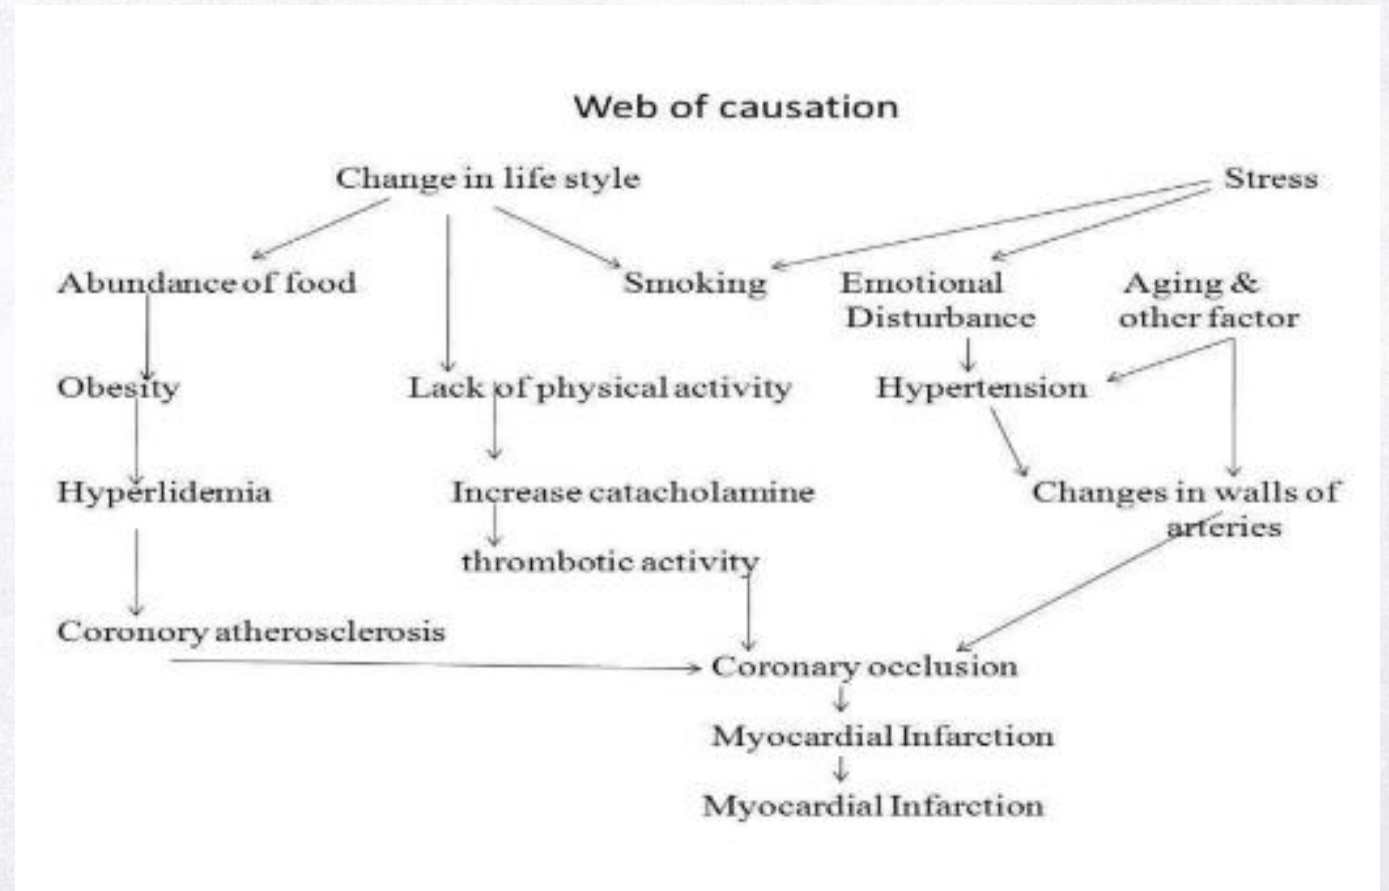 Web of causation
Change in life style
Stress
Abundance of food
Smoking
Emotional
Disturbance
Aging &
other factor
Obesity
Lack of physical activity
Hypertension
Hyperlidemia
Increase catacholamine
Changes in walls of
arteries
thrombotic activity
Coronory atherosclerosis
Coronary occlusion
Myocardial Infarction
Myocardial Infarction